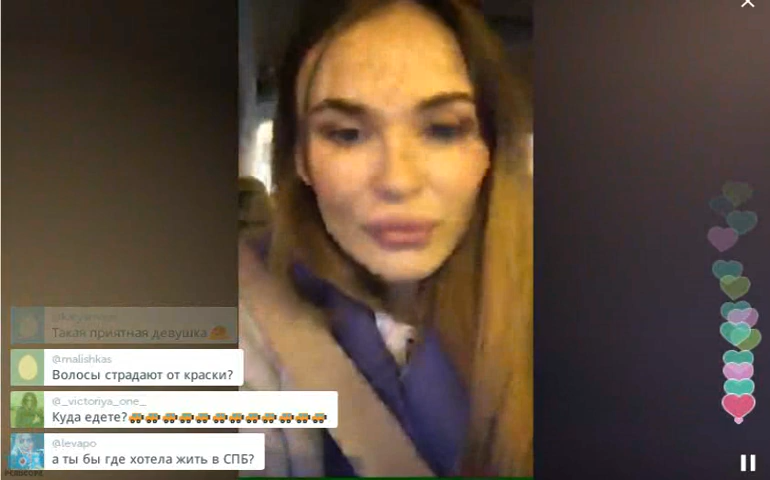 Такая приятная девушка
@malishkas
Волосы страдают от краски?
@_victoriya_one_
Куда едете?🚕🚕🚕🚕🚕🚕🚕🚕🚕🚕🚕🚕
@levapo
а ты бы где хотела жить в СПБ?